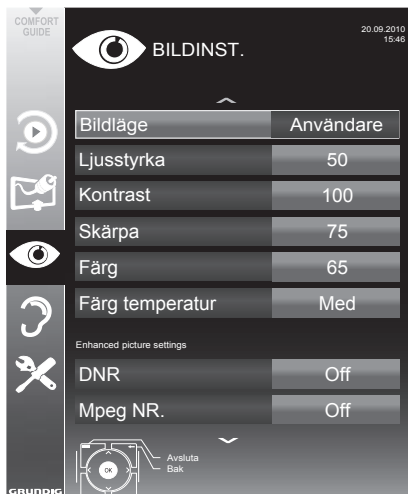 COMFORT
GUIDE
BILDINST.
20.09.2010
15:46
Bildläge Användare
Ljusstyrka 50
Kontrast 100
Skärpa 75
Färg 65
Färg temperatur Med
Enhanced picture settings
DNR Off
Mpeg NR. Off
Avsluta
Bak
OK
GRUNDIG